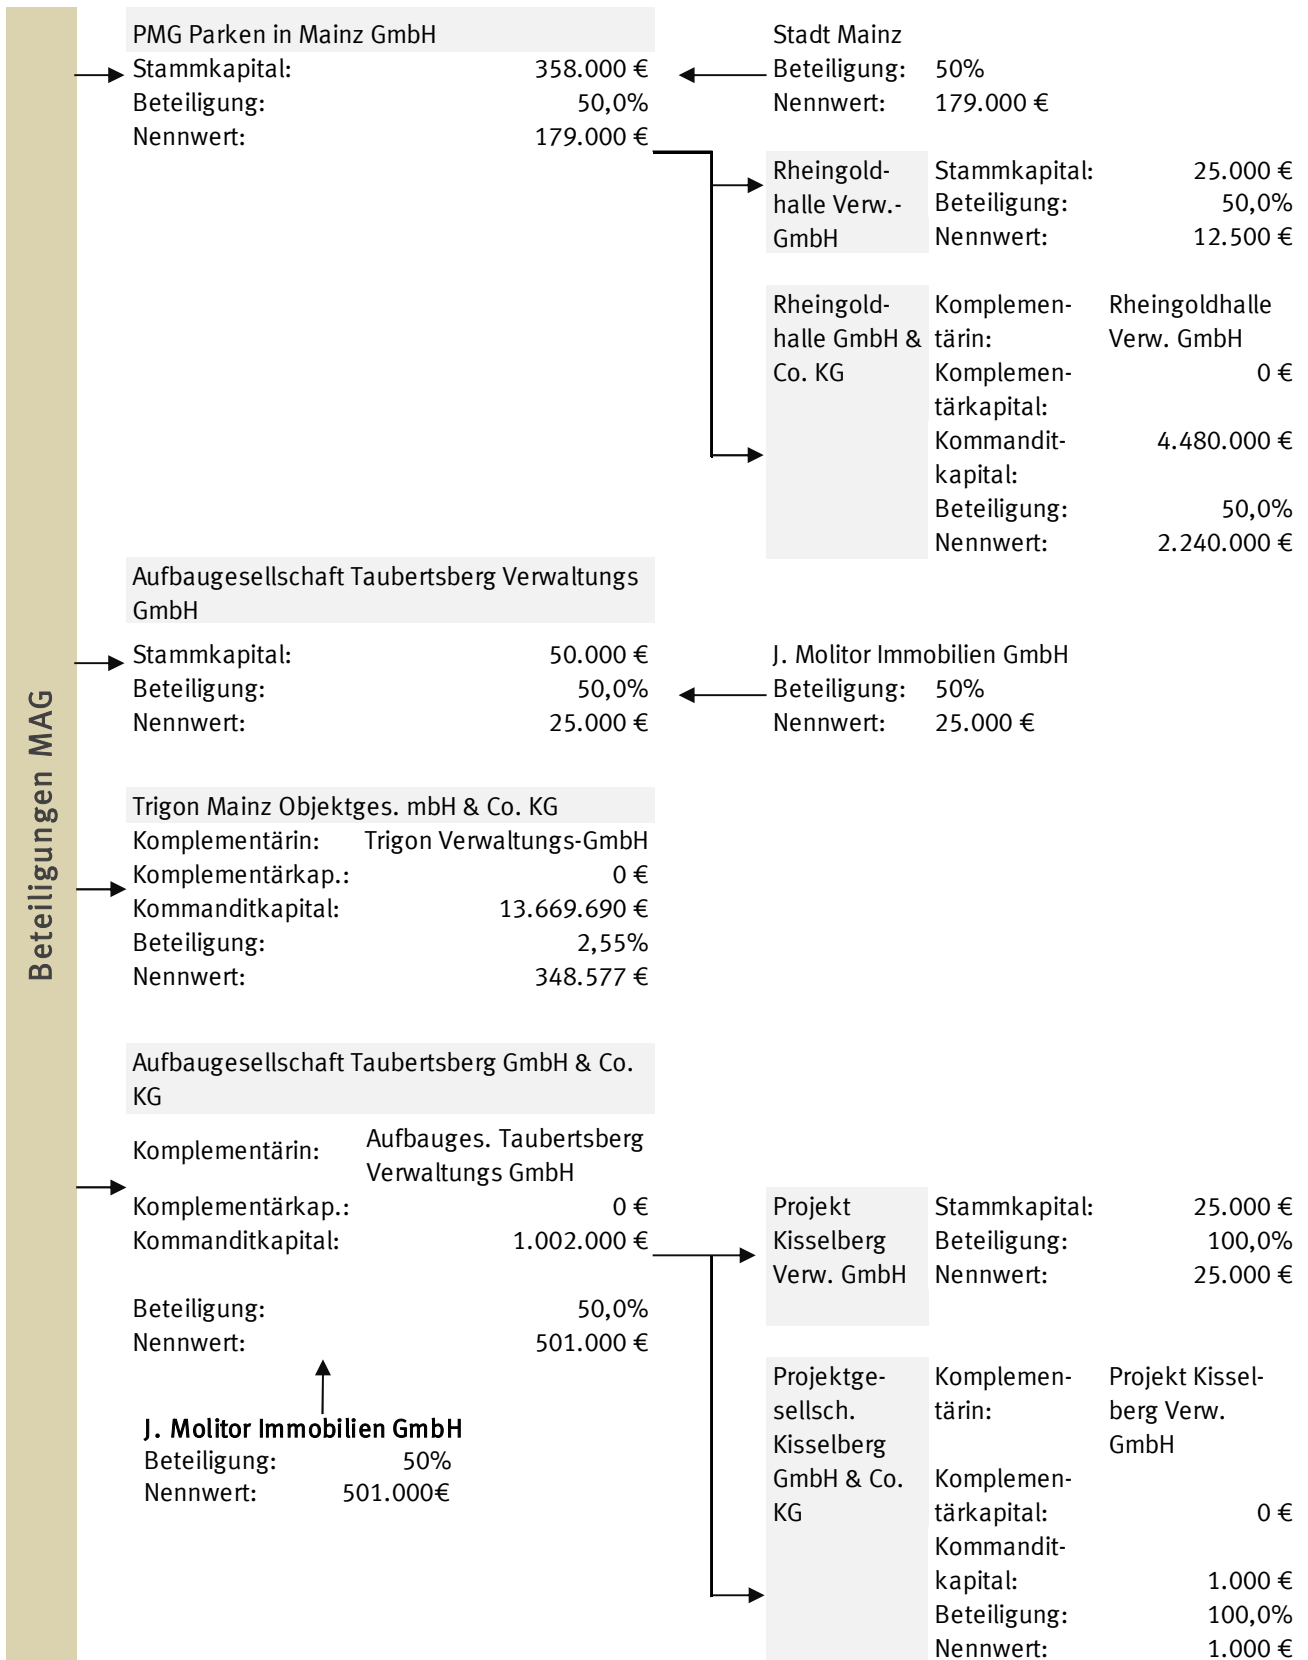 Beteiligungen MAG
PMG Parken in Mainz GmbH
Stammkapital: 358.000 €
Beteiligung: 50,0%
Nennwert: 179.000 €
Stadt Mainz
Beteiligung: 50%
Nennwert: 179.000 €
Rheingold-
halle Verw.-
GmbH
Stammkapital: 25.000 €
Beteiligung: 50,0%
Nennwert: 12.500 €
Rheingold-
halle GmbH &
Co. KG
Komplemen- Rheingoldhalle
tärin: Verw. GmbH
Komplemen- 0 €
tärkapital:
Kommandit- 4.480.000 €
kapital:
Beteiligung: 50,0%
Nennwert: 2.240.000 €
Aufbaugesellschaft Taubertsberg Verwaltungs
GmbH
Stammkapital: 50.000 €
Beteiligung: 50,0%
Nennwert: 25.000 €
J. Molitor Immobilien GmbH
Beteiligung: 50%
Nennwert: 25.000 €
Trigon Mainz Objektges. mbH & Co. KG
Komplementärin: Trigon Verwaltungs-GmbH
Komplementärkap.: 0 €
Kommanditkapital: 13.669.690 €
Beteiligung: 2,55%
Nennwert: 348.577 €
Aufbaugesellschaft Taubertsberg GmbH & Co.
KG
Komplementärin: Aufbauges. Taubertsberg
Verwaltungs GmbH
Komplementärkap.: 0 €
Kommanditkapital: 1.002.000 €
Beteiligung: 50,0%
Nennwert: 501.000 €
J. Molitor Immobilien GmbH
Beteiligung: 50%
Nennwert: 501.000€
Projekt
Kisselberg
Verw. GmbH
Stammkapital: 25.000 €
Beteiligung: 100,0%
Nennwert: 25.000 €
Projektge-
sellsch.
Kisselberg
GmbH & Co.
KG
Komplemen- Projekt Kissel-
tärin: berg Verw.
GmbH
Komplemen-
tärkapital: 0 €
Kommandit-
kapital: 1.000 €
Beteiligung: 100,0%
Nennwert: 1.000 €